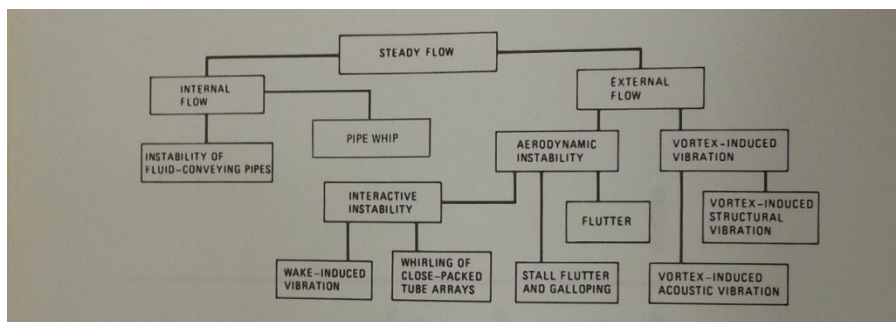 STEADY FLOW
INTERNAL
FLOW
EXTERNAL
FLOW
INSTABILITY OF
FLUID-CONVEYING PIPES
PIPE WHIP
AERODYNAMIC
INSTABILITY
VORTEX-INDUCED
VIBRATION
INTERACTIVE
INSTABILITY
FLUTTER
VORTEX-INDUCED
STRUCTURAL
VIBRATION
WAKE-INDUCED
VIBRATION
WHIRLING OF
CLOSE-PACKED
TUBE ARRAYS
STALL FLUTTER
AND GALLOPING
VORTEX-INDUCED
ACOUSTIC VIBRATION